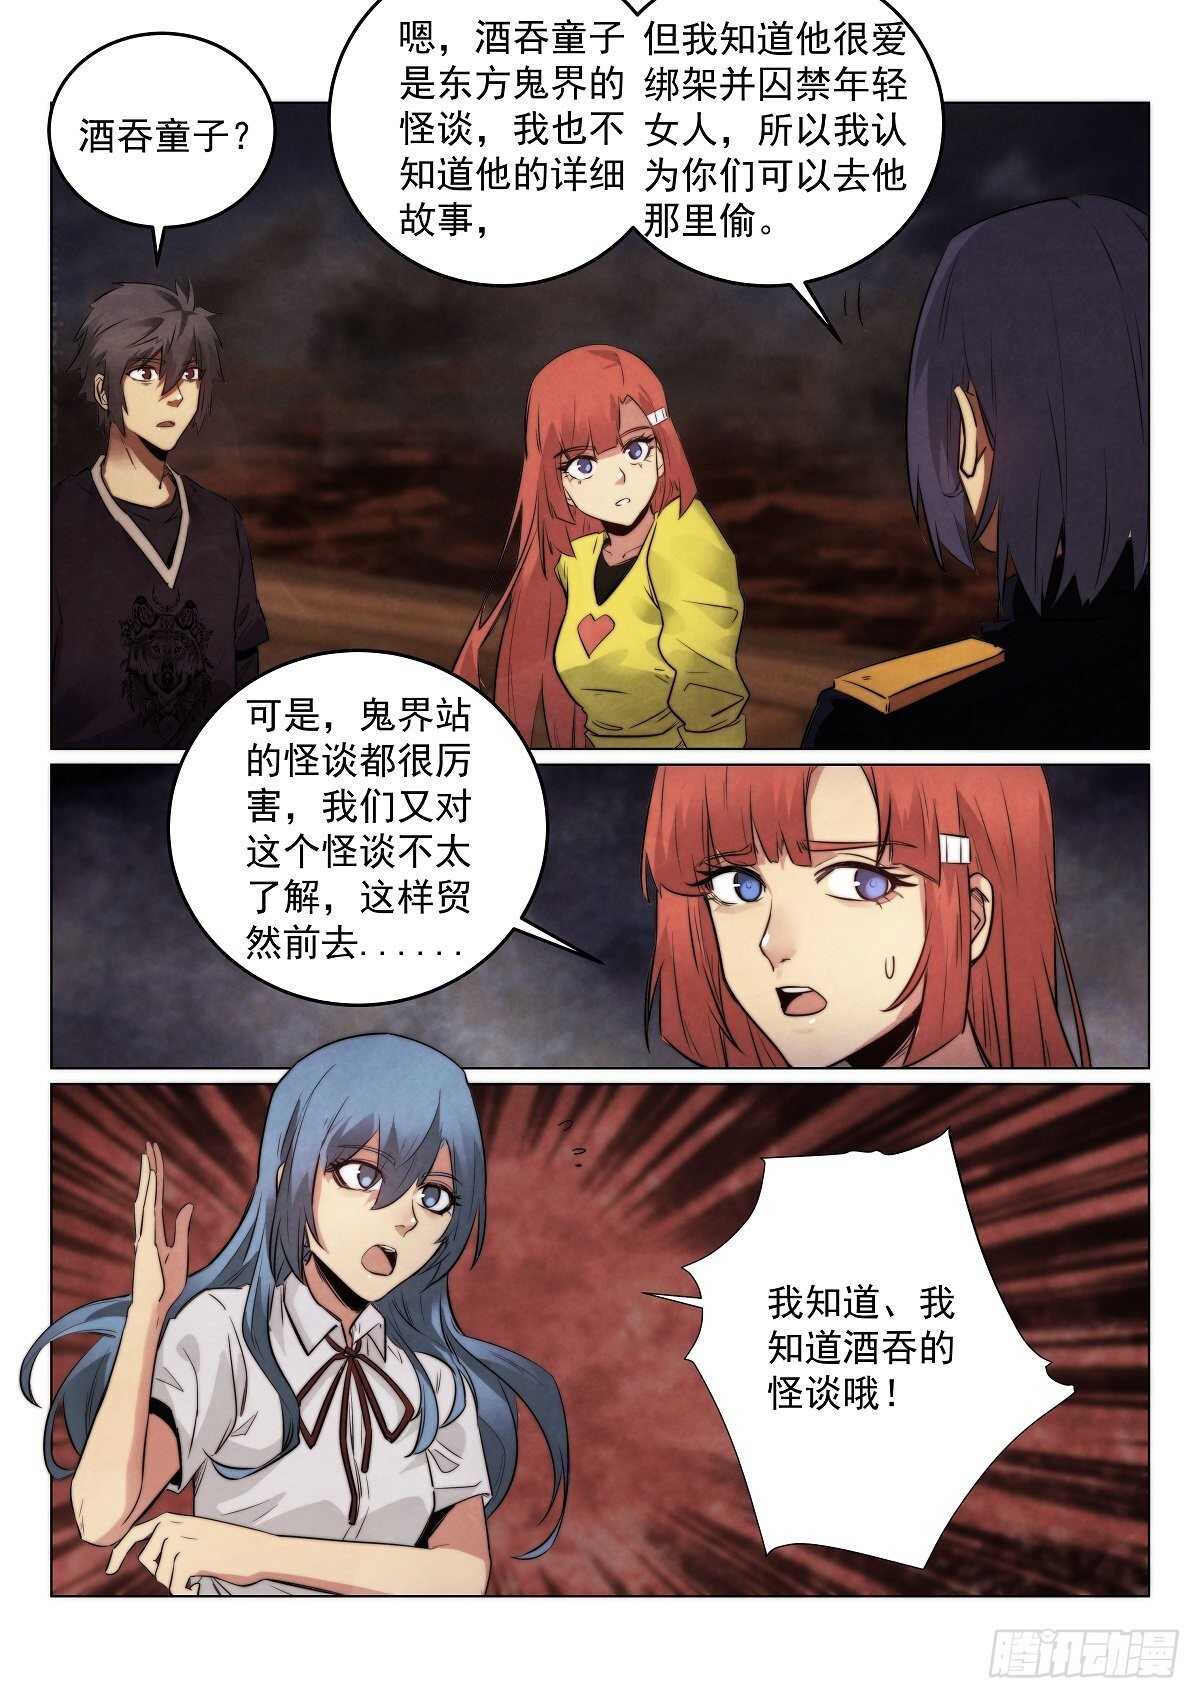 酒吞童子？
嗯，酒吞童子
是东方鬼界的
怪谈，我也不
知道他的详细
故事，
但我知道他很爱
绑架并囚禁年轻
女人，所以我认
为你们可以去他
那里偷。
可是，鬼界站
的怪谈都很厉
害，我们又对
这个怪谈不太
了解，这样贸
然前去......
我知道、我
知道酒吞的
怪谈哦！
腾讯动漫